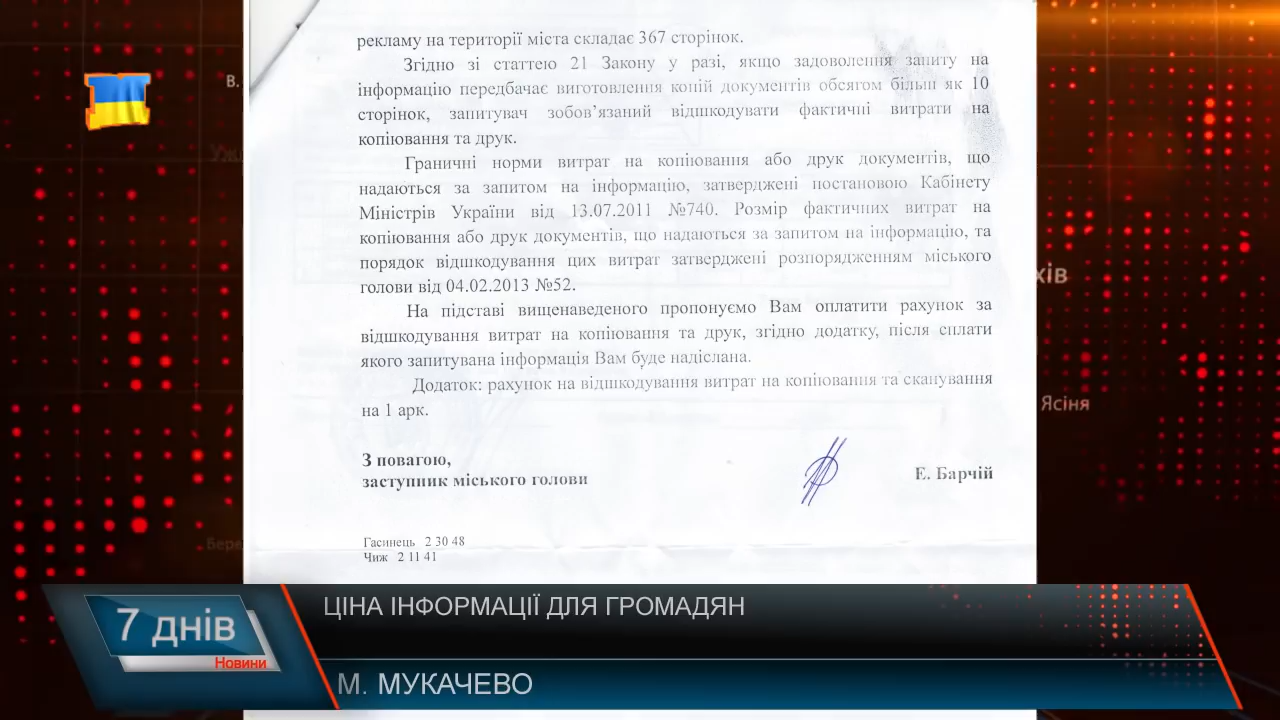 рекламу на території міста складає 367 сторінок.
Згідно зі статтею 21 Закону у разі, якщо задоволення запиту на
інформацію передбачає виготовлення копій документів обсягом більш як 10
сторінок, запитувач зобов’язаний відшкодувати фактичні витрати на
копіювання та друк.
Граничні норми витрат на копіювання або друк документів, що
надаються за запитом на інформацію, затверджені постановою Кабінету
Міністрів України від 13.07.2011 №740. Розмір фактичних витрат на
копіювання або друк документів, що надаються за запитом на інформацію, та
порядок відшкодування цих витрат затверджені розпорядженням міського
голови від 04.02.2013 №52.
На підставі вищенаведеного пропонуємо Вам оплатити рахунок за
відшкодування витрат на копіювання та друк, згідно додатку, після сплати
якого запитувана інформація Вам буде надіслана.
Додаток: рахунок на відшкодування витрат на копіювання та сканування
на 1 арк.
З повагою,
заступник міського голови
Е. Барчій
Гасинець 2 30 48
Чиж 2 11 41
В.
Уж
хів
Ясіня
Бере
7 днів
Новини
ЦІНА ІНФОРМАЦІЇ ДЛЯ ГРОМАДЯН
М. МУКАЧЕВО